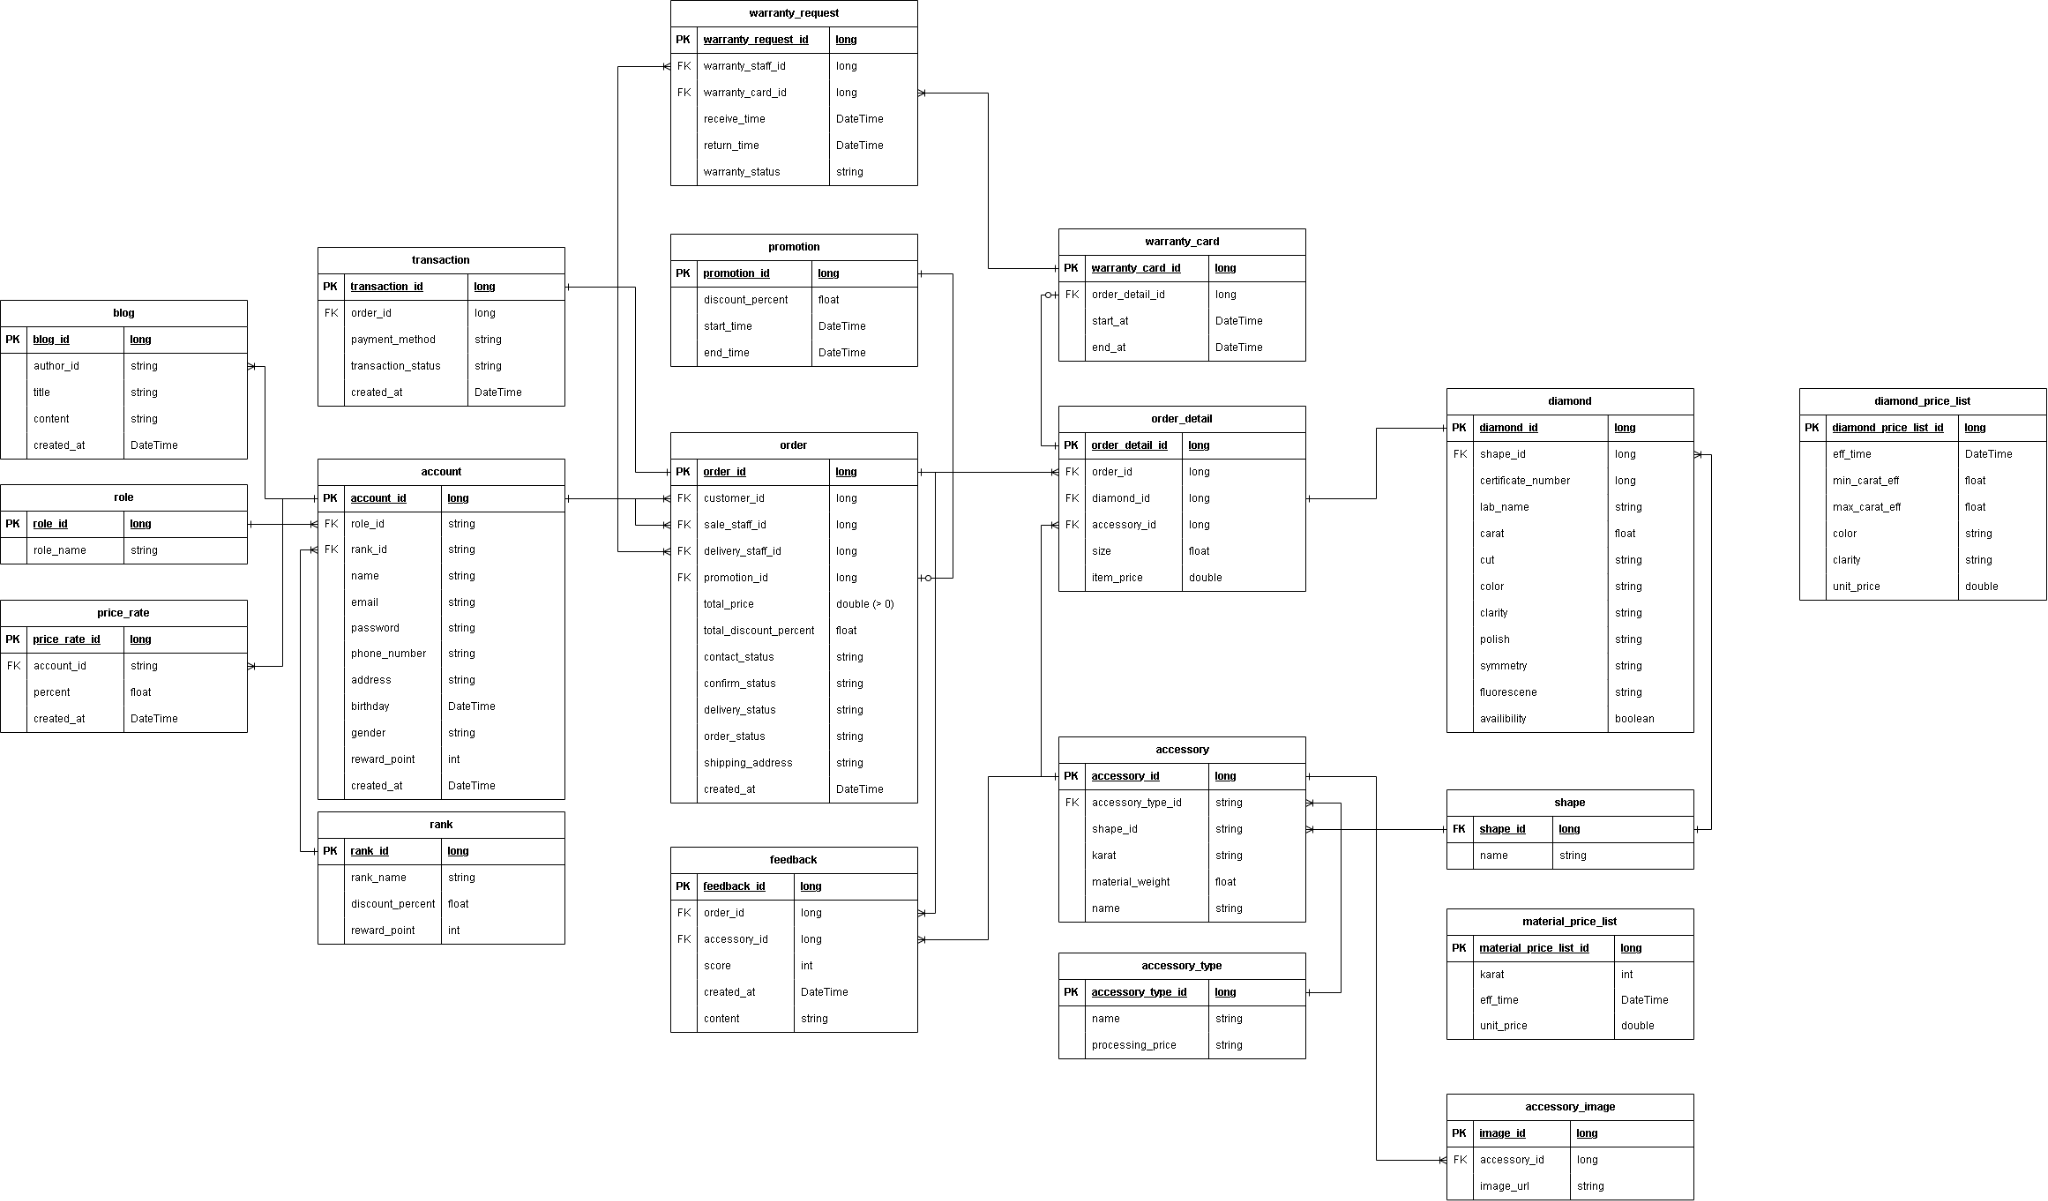 warranty_request
PK warranty_request_id long
FK warranty_staff_id long
FK warranty_card_id long
receive_time DateTime
return_time DateTime
warranty_status string
promotion
PK promotion_id long
discount_percent float
start_time DateTime
end_time DateTime
warranty_card
PK warranty_card_id long
FK order_detail_id long
start_at DateTime
end_at DateTime
transaction
PK transaction_id long
FK order_id long
payment_method string
transaction_status string
created_at DateTime
blog
PK blog_id long
author_id string
title string
content string
created_at DateTime
role
PK role_id long
role_name string
price_rate
PK price_rate_id long
FK account_id string
percent float
created_at DateTime
account
PK account_id long
FK role_id string
FK rank_id string
name string
email string
password string
phone_number string
address string
birthday DateTime
gender string
reward_point int
created_at DateTime
rank
PK rank_id long
rank_name string
discount_percent float
reward_point int
order
PK order_id long
FK customer_id long
FK sale_staff_id long
FK delivery_staff_id long
FK promotion_id long
total_price double (> 0)
total_discount_percent float
contact_status string
confirm_status string
delivery_status string
order_status string
shipping_address string
created_at DateTime
feedback
PK feedback_id long
FK order_id long
FK accessory_id long
score int
created_at DateTime
content string
order_detail
PK order_detail_id long
FK order_id long
FK diamond_id long
FK accessory_id long
size float
item_price double
accessory
PK accessory_id long
FK accessory_type_id string
shape_id string
karat string
material_weight float
name string
accessory_type
PK accessory_type_id long
name string
processing_price string
diamond
PK diamond_id long
FK shape_id long
certificate_number long
lab_name string
carat float
cut string
color string
clarity string
polish string
symmetry string
fluorescene string
availibility boolean
diamond_price_list
PK diamond_price_list_id long
eff_time DateTime
min_carat_eff float
max_carat_eff float
color string
clarity string
unit_price double
shape
FK shape_id long
name string
material_price_list
PK material_price_list_id long
karat int
eff_time DateTime
unit_price double
accessory_image
PK image_id long
FK accessory_id long
image_url string